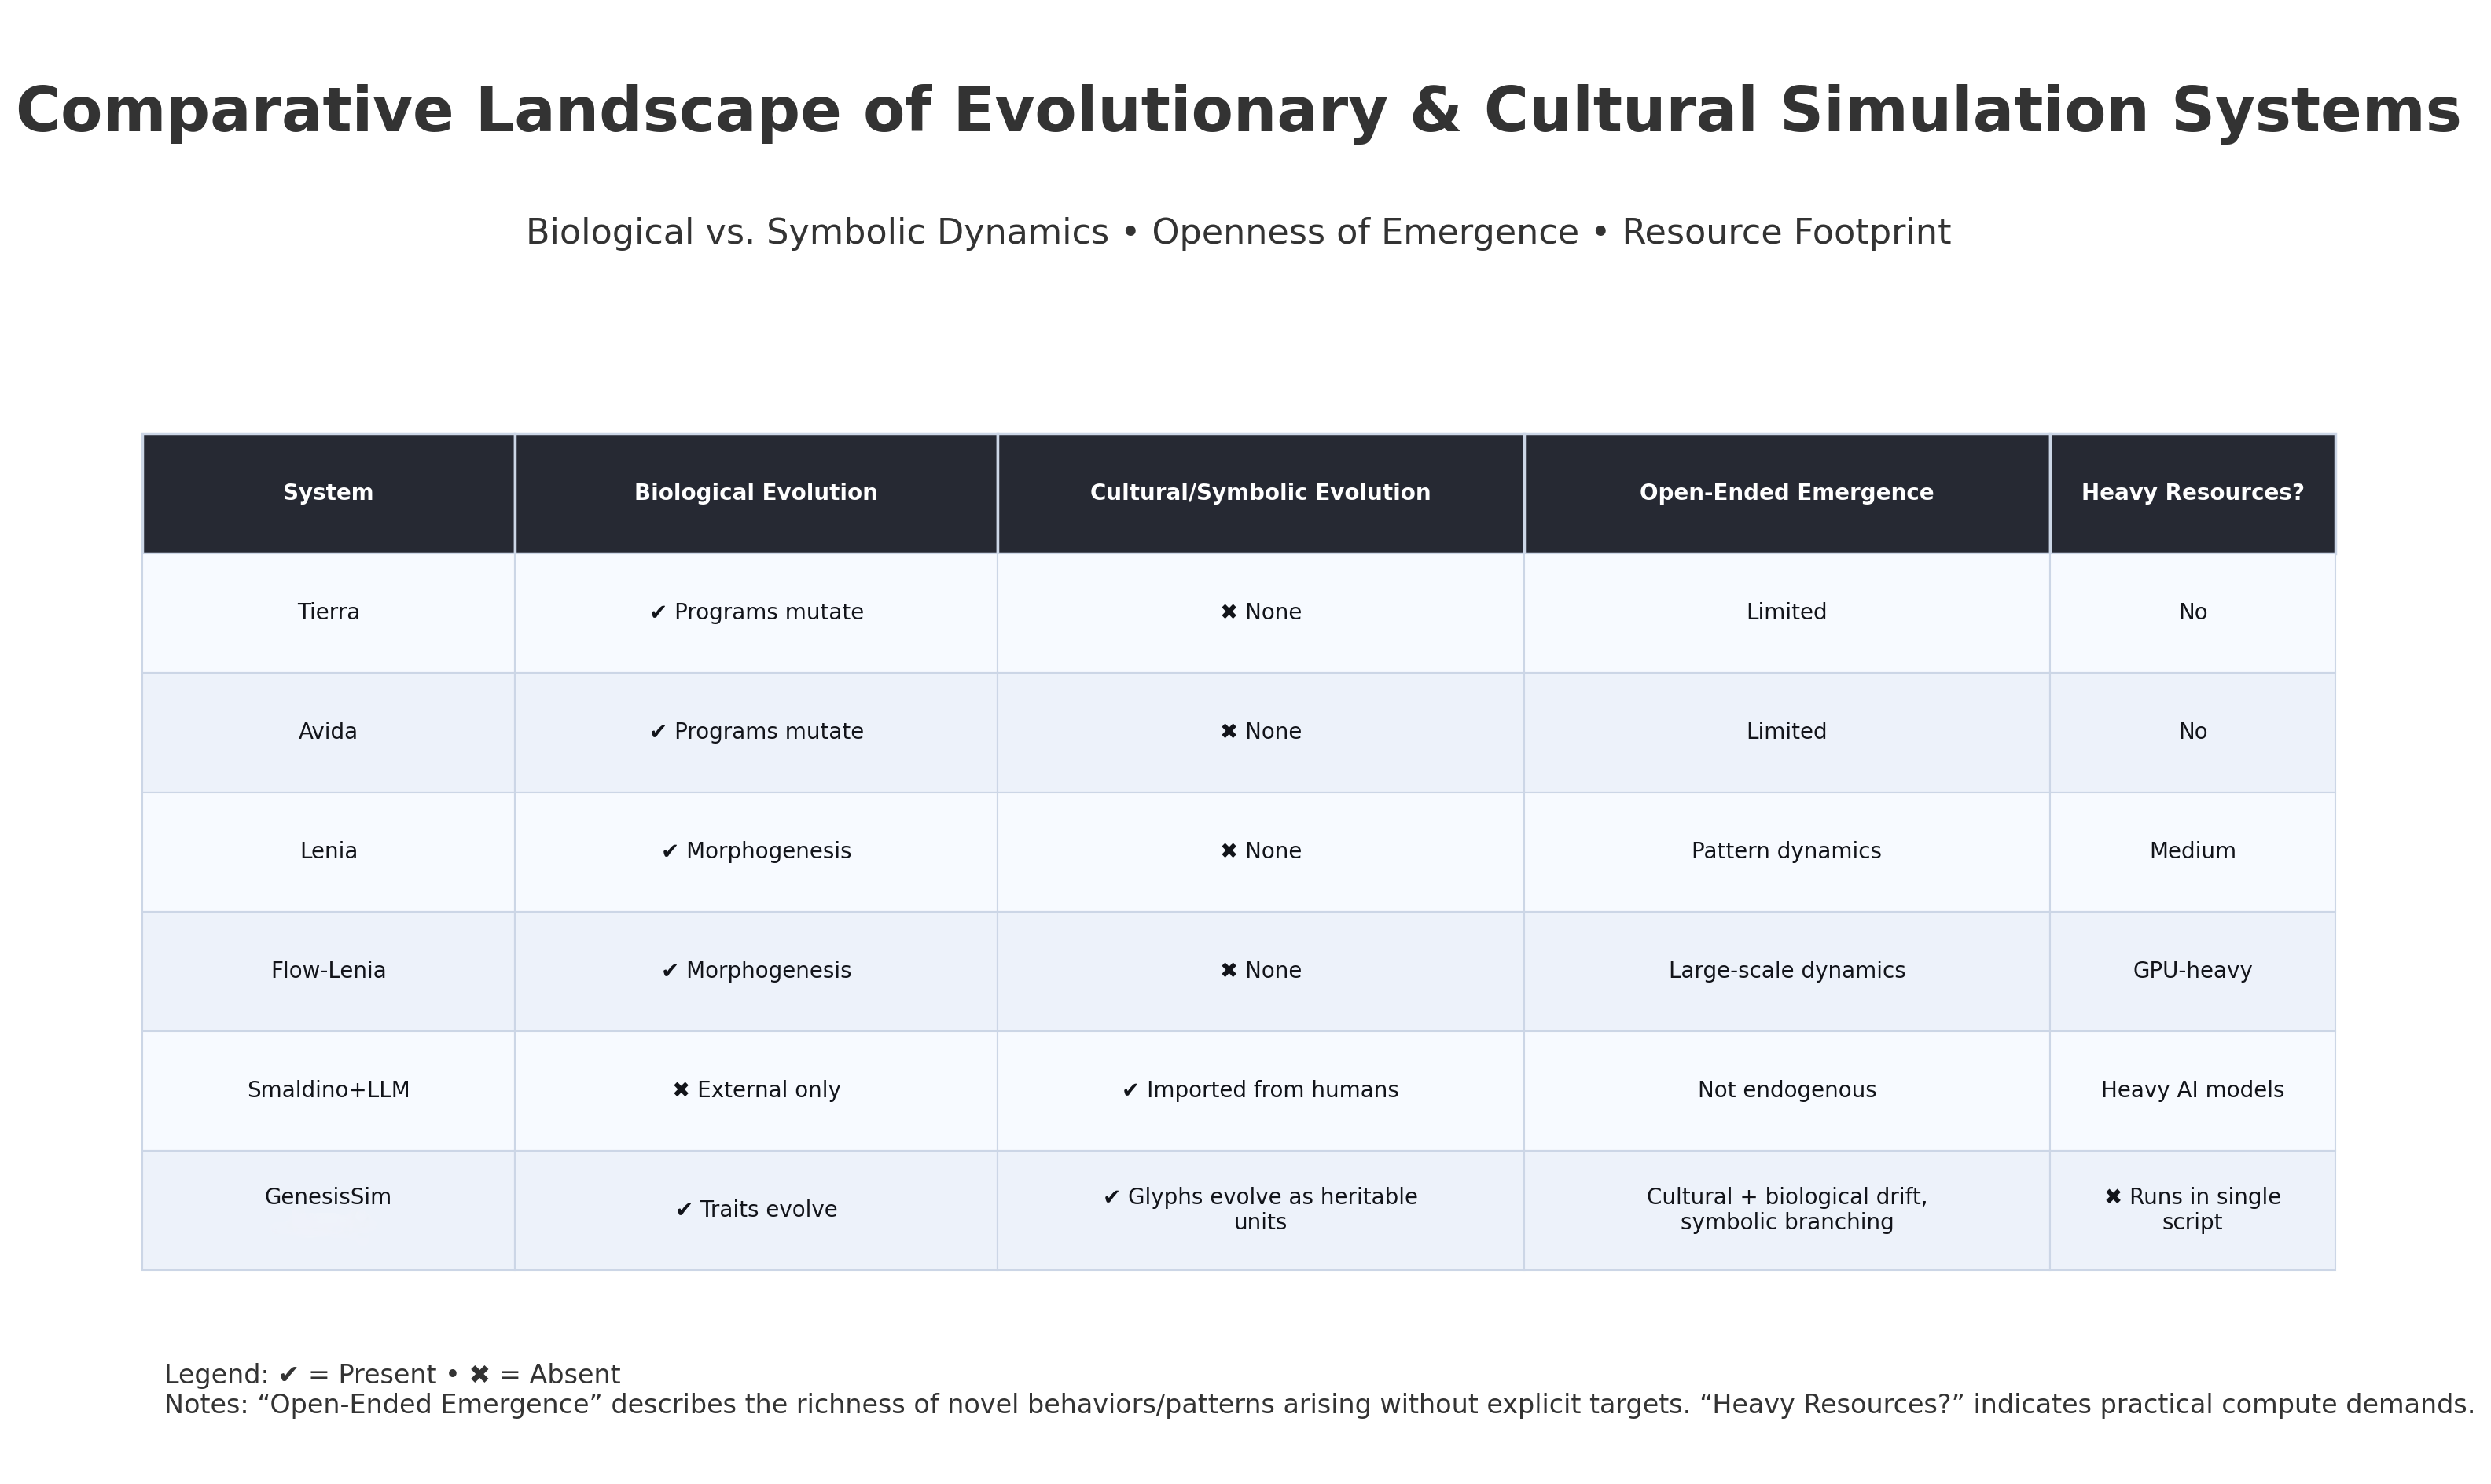 Comparative Landscape of Evolutionary & Cultural Simulation Systems
Biological vs. Symbolic Dynamics • Openness of Emergence • Resource Footprint
System Biological Evolution Cultural/Symbolic Evolution Open-Ended Emergence Heavy Resources?
Tierra ✔ Programs mutate ✖ None Limited No
Avida ✔ Programs mutate ✖ None Limited No
Lenia ✔ Morphogenesis ✖ None Pattern dynamics Medium
Flow-Lenia ✔ Morphogenesis ✖ None Large-scale dynamics GPU-heavy
Smaldino+LLM ✖ External only ✔ Imported from humans Not endogenous Heavy AI models
GenesisSim ✔ Traits evolve ✔ Glyphs evolve as heritable Cultural + biological drift, ✖ Runs in single
units symbolic branching script
Legend: ✔ = Present • ✖ = Absent
Notes: “Open-Ended Emergence” describes the richness of novel behaviors/patterns arising without explicit targets. “Heavy Resources?” indicates practical compute demands.